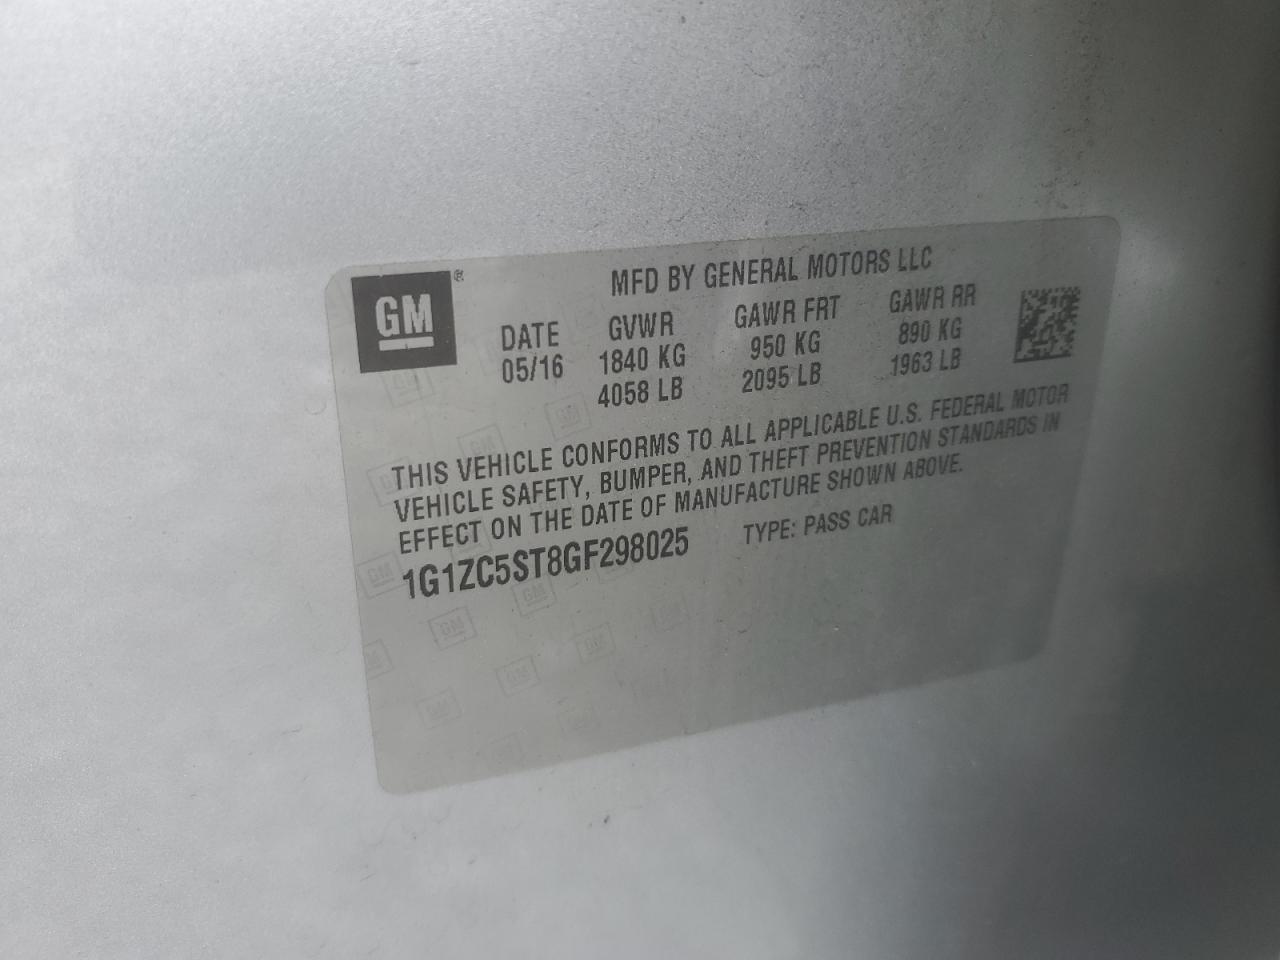 GM®
MFD BY GENERAL MOTORS LLC
DATE GVWR GAWR FRT GAWR RR
05/16 1840 KG 950 KG 890 KG
4058 LB 2095 LB 1963 LB
THIS VEHICLE CONFORMS TO ALL APPLICABLE U.S. FEDERAL MOTOR
VEHICLE SAFETY, BUMPER, AND THEFT PREVENTION STANDARDS IN
EFFECT ON THE DATE OF MANUFACTURE SHOWN ABOVE.
1G1ZC5ST8GF298025 TYPE: PASS CAR